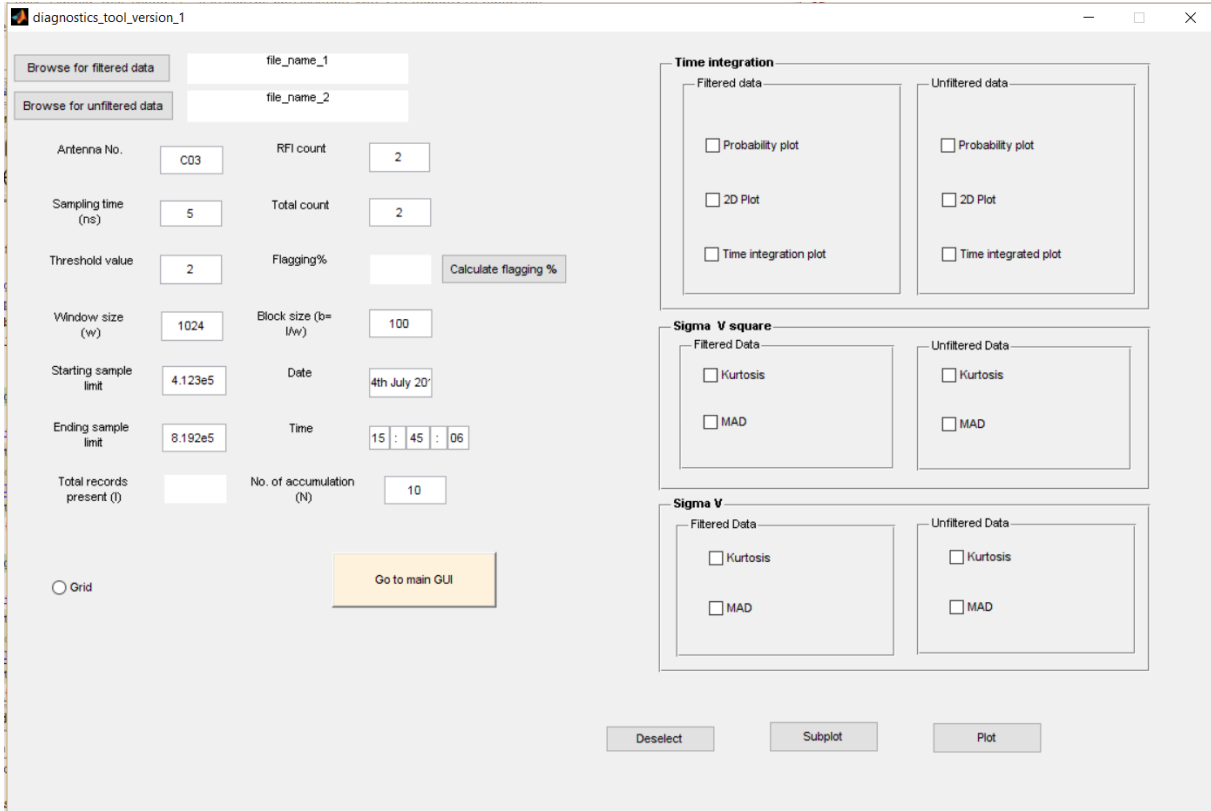 diagnostics_tool_version_1
Browse for filtered data
file_name_1
Browse for unfiltered data
file_name_2
Antenna No.
C03
RFI count
2
Sampling time
(ns)
5
Total count
2
Threshold value
2
Flagging%
Calculate flagging %
Window size
(w)
1024
Block size (b=
l/w)
100
Starting sample
limit
4.123e5
Date
4th July 20
Ending sample
limit
8.192e5
Time
15 : 45 : 06
Total records
present (l)
No. of accumulation
(N)
10
Grid
Go to main GUI
Time integration
Filtered data
Probability plot
2D Plot
Time integration plot
Unfiltered data
Probability plot
2D Plot
Time integrated plot
Sigma V square
Filtered Data
Kurtosis
MAD
Unfiltered Data
Kurtosis
MAD
Sigma V
Filtered Data
Kurtosis
MAD
Unfiltered Data
Kurtosis
MAD
Deselect
Subplot
Plot